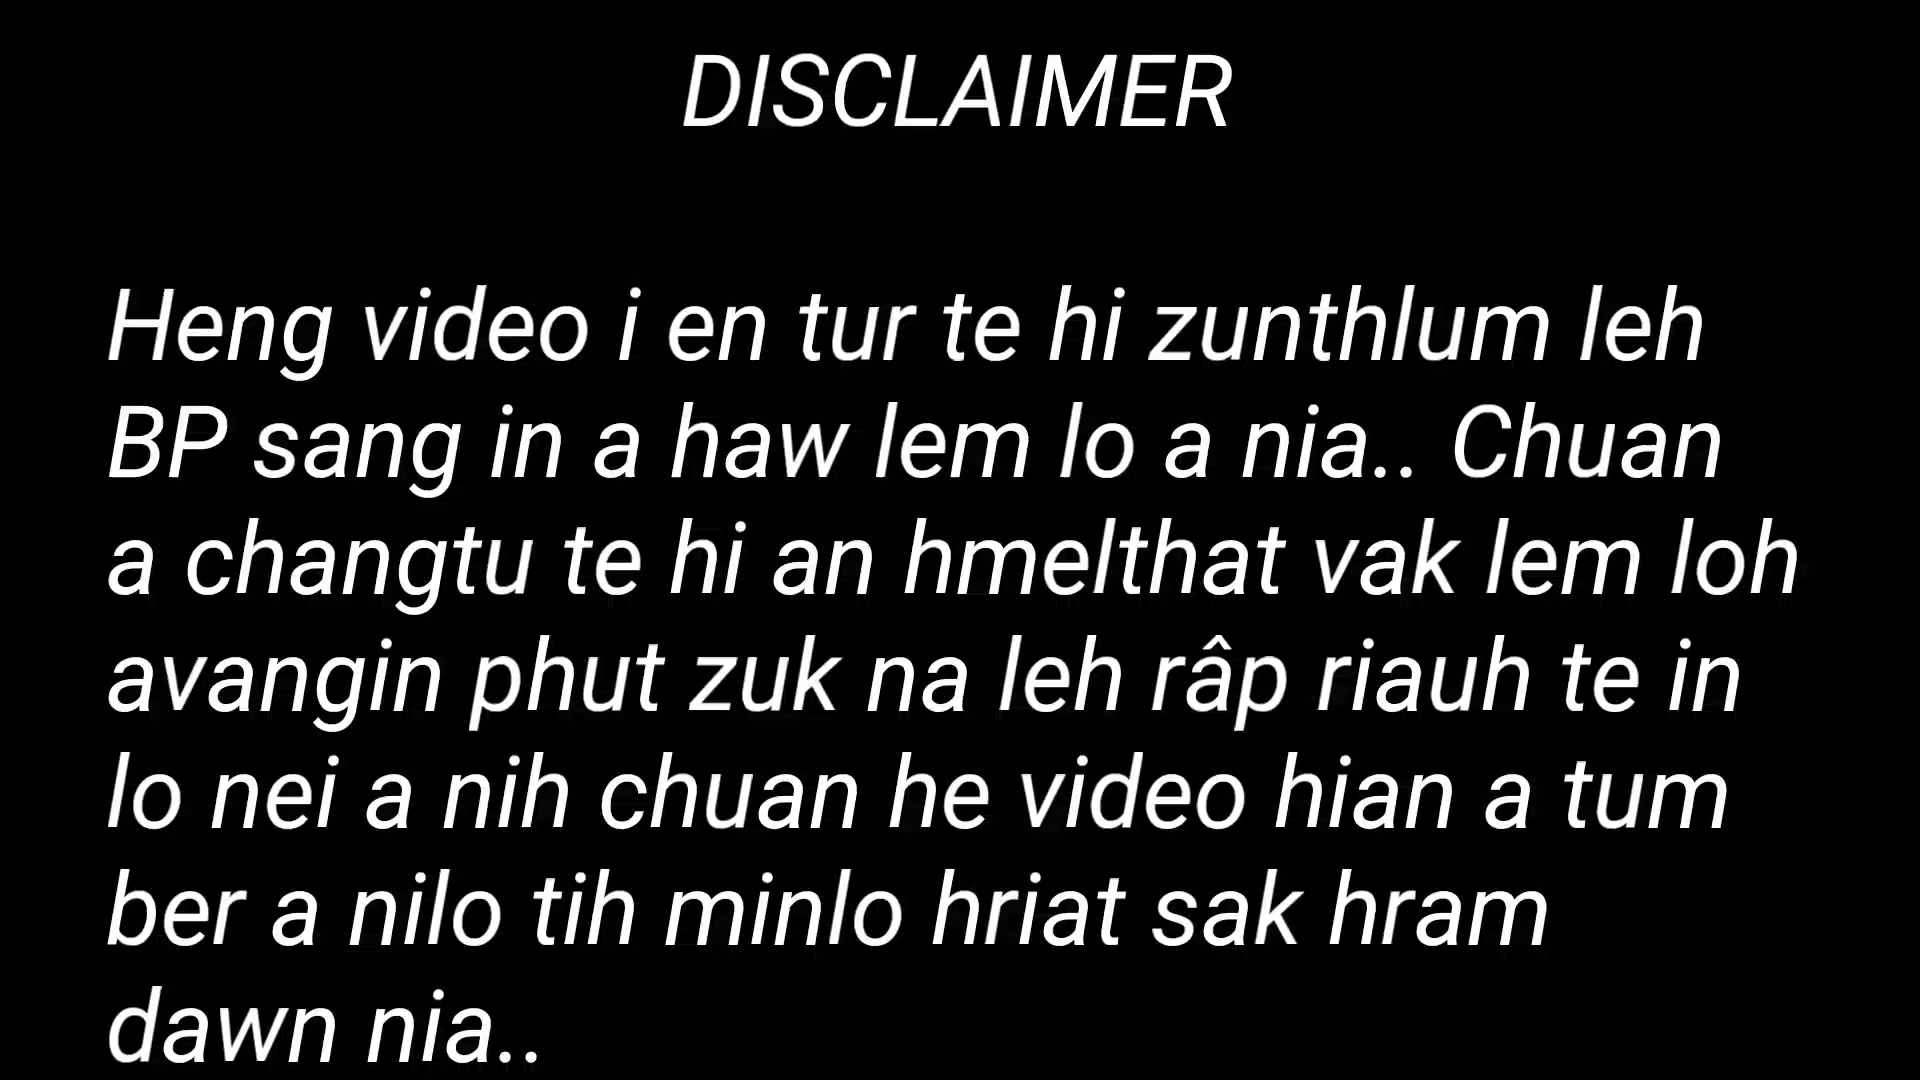 DISCLAIMER
Heng video i en tur te hi zunthlum leh
BP sang in a haw lem lo a nia.. Chuan
a changtu te hi an hmelthat vak lem loh
avangin phut zuk na leh râp riauh te in
lo nei a nih chuan he video hian a tum
ber a nilo tih minlo hriat sak hram
dawn nia..